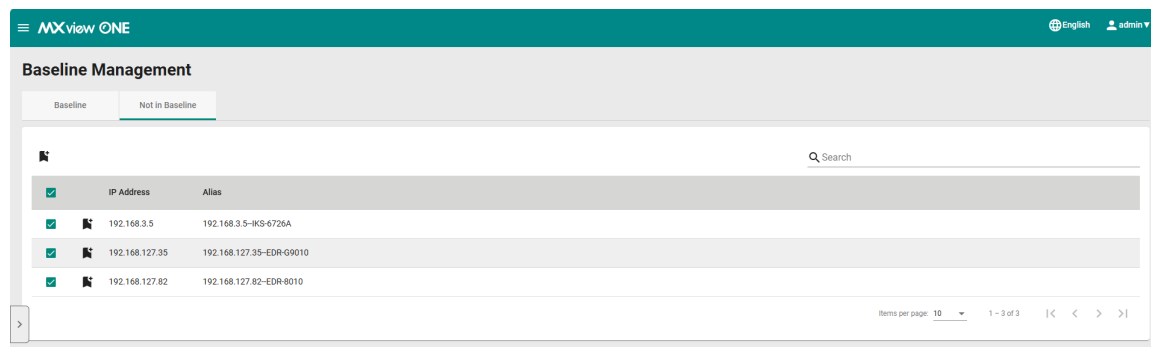 MXview ONE English admin
Baseline Management
Baseline Not in Baseline
Search
IP Address Alias
192.168.3.5 192.168.3.5--IKS-6726A
192.168.127.35 192.168.127.35--EDR-G9010
192.168.127.82 192.168.127.82--EDR-8010
Items per page: 10 1 – 3 of 3